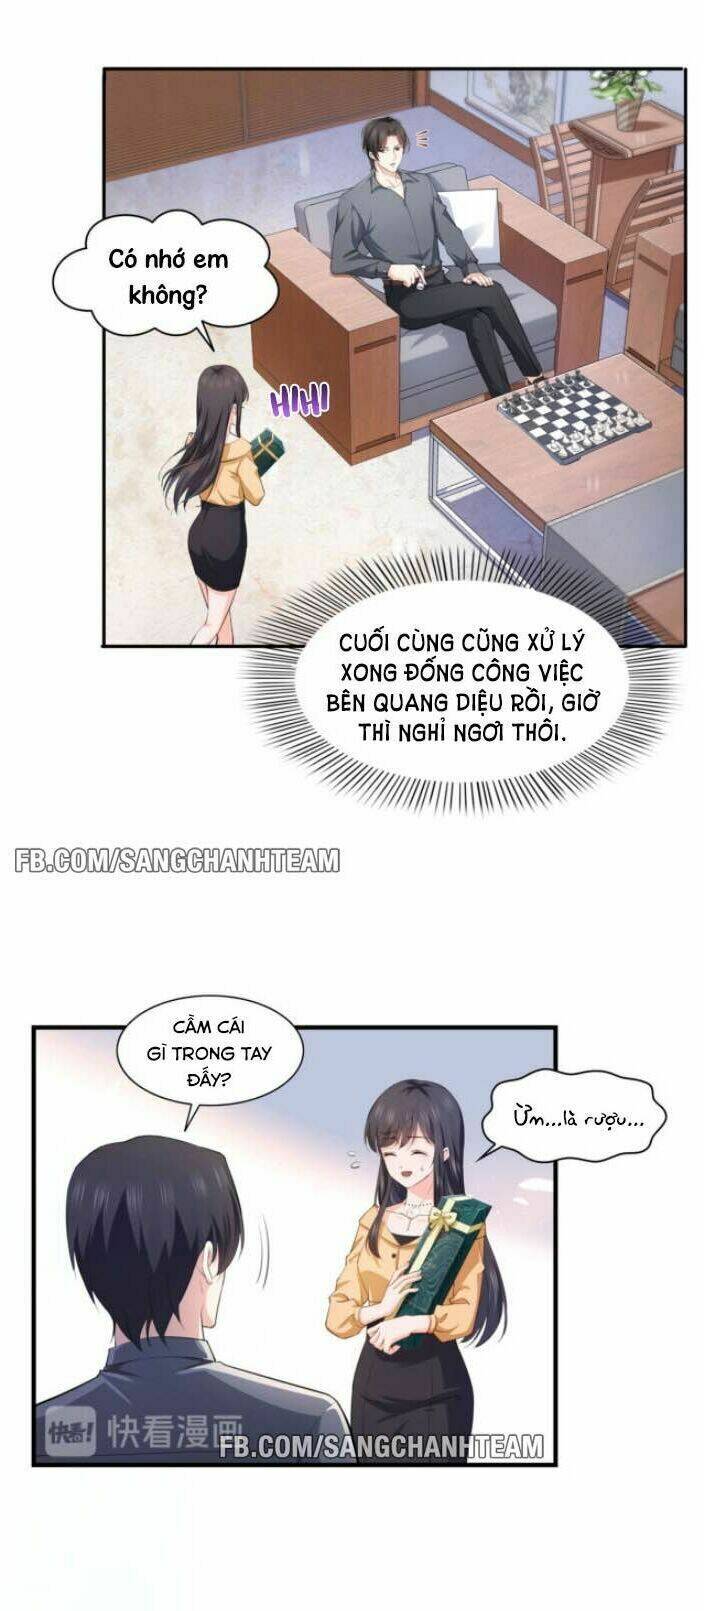 Có nhớ em
không?
HIHI
CUỐI CÙNG CŨNG XỬ LÝ
XONG ĐỐNG CÔNG VIỆC
BÊN QUANG DIỆU RỒI, GIỜ
THÌ NGHỈ NGƠI THÔI.
FB.COM/SANGCHANHTEAM
CẦM CÁI
GÌ TRONG TAY
ĐẤY?
Ừm...là rượu...
快看! 快看漫画
FB.COM/SANGCHANHTEAM